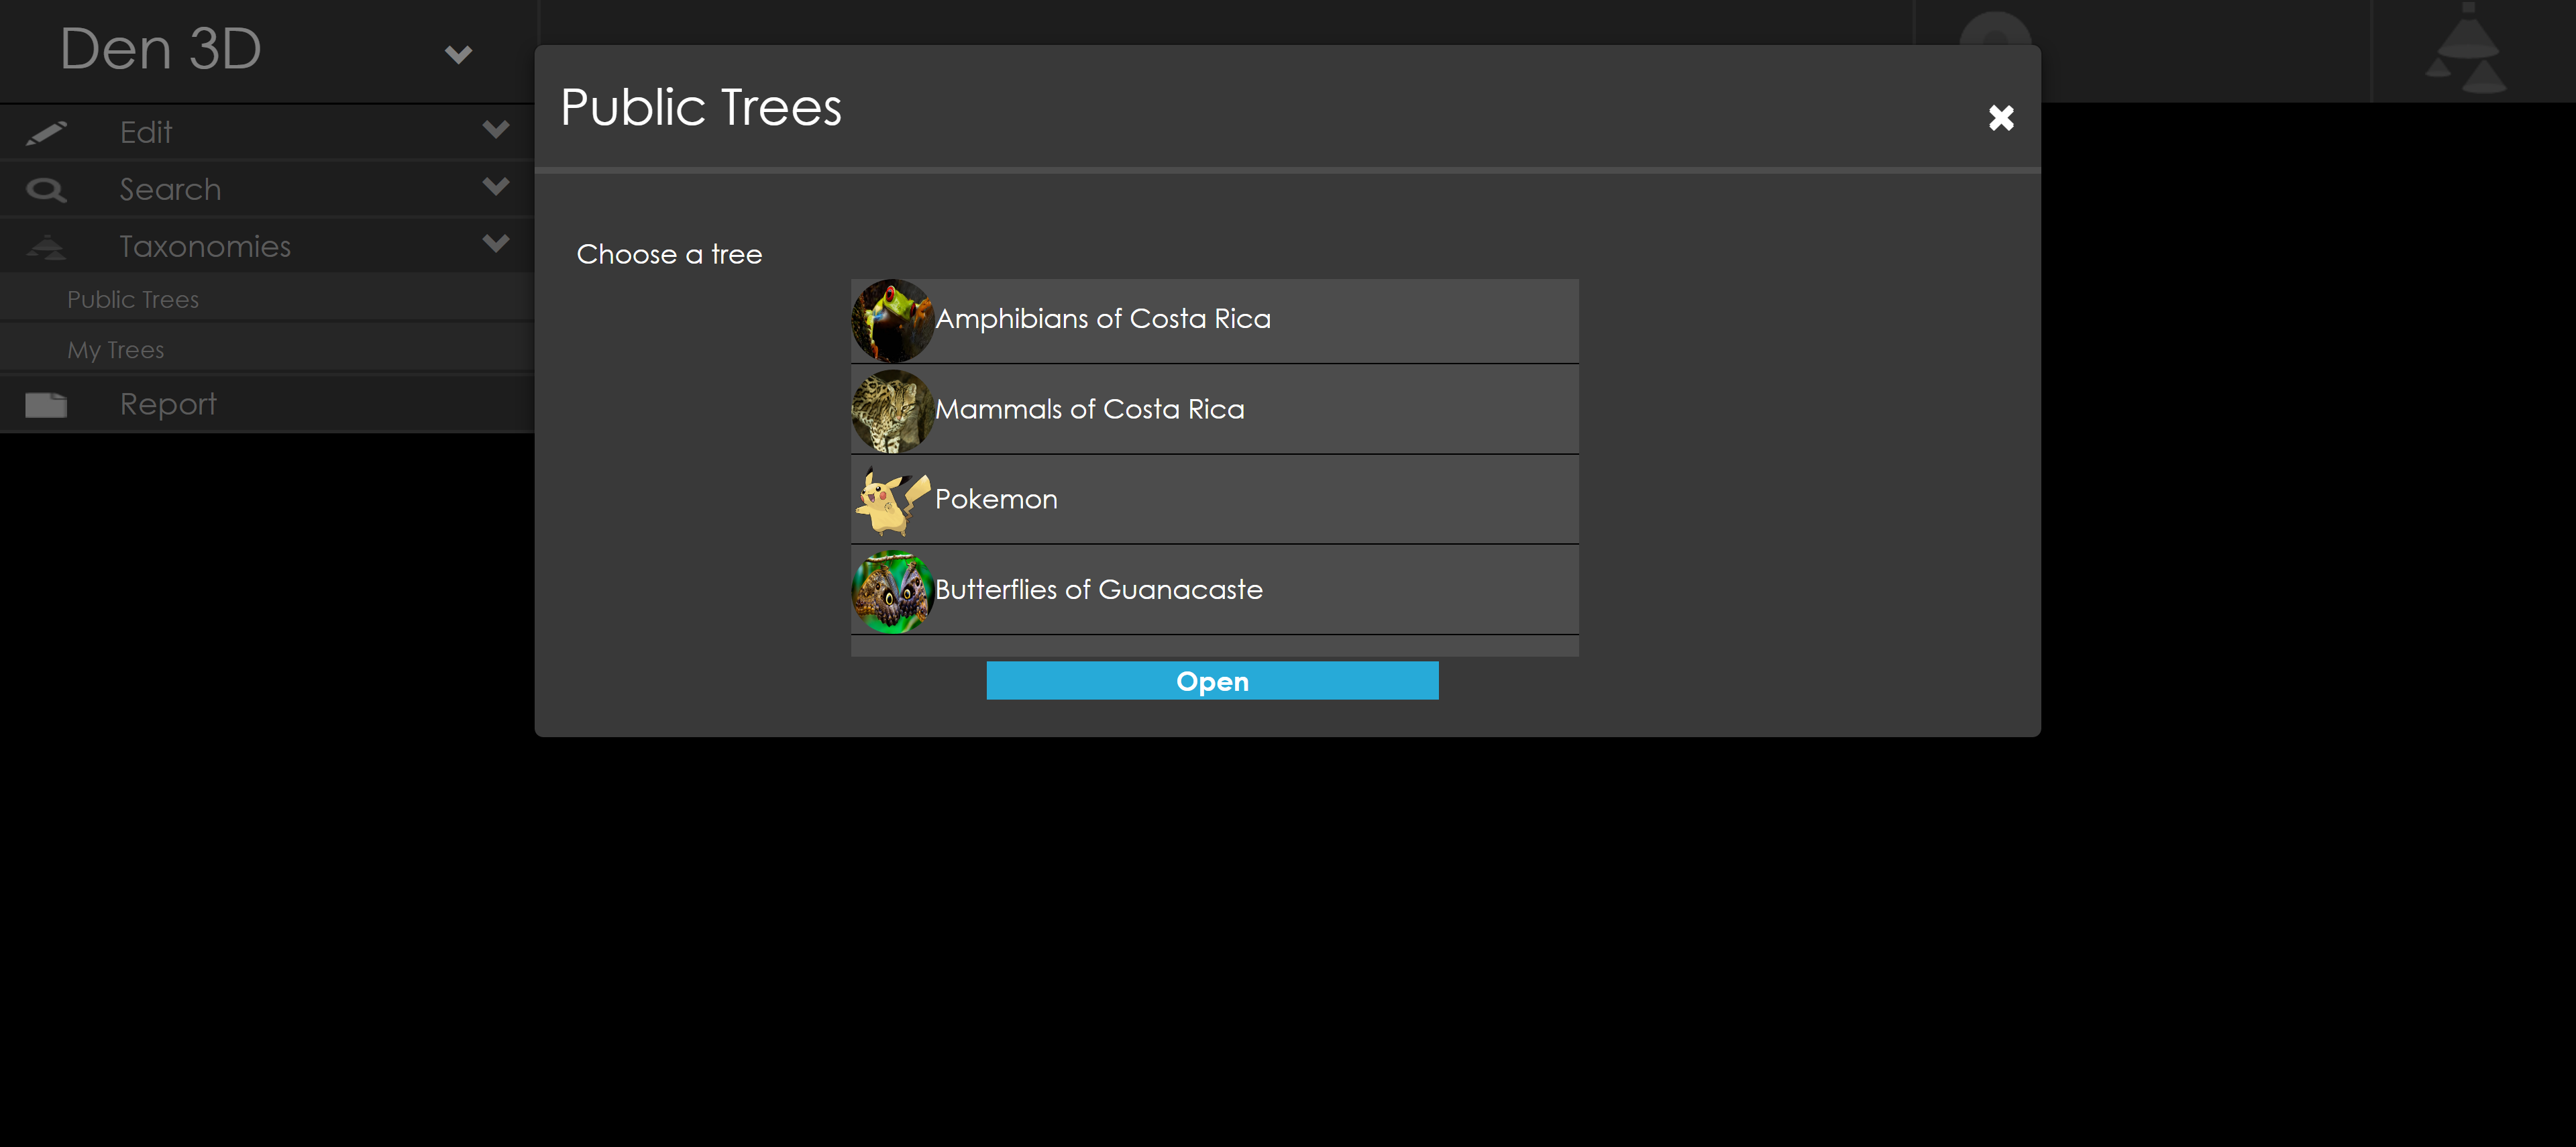 Den 3D
Edit
Search
Taxonomies
Public Trees
My Trees
Report
Public Trees
Choose a tree
Amphibians of Costa Rica
Mammals of Costa Rica
Pokemon
Butterflies of Guanacaste
Open